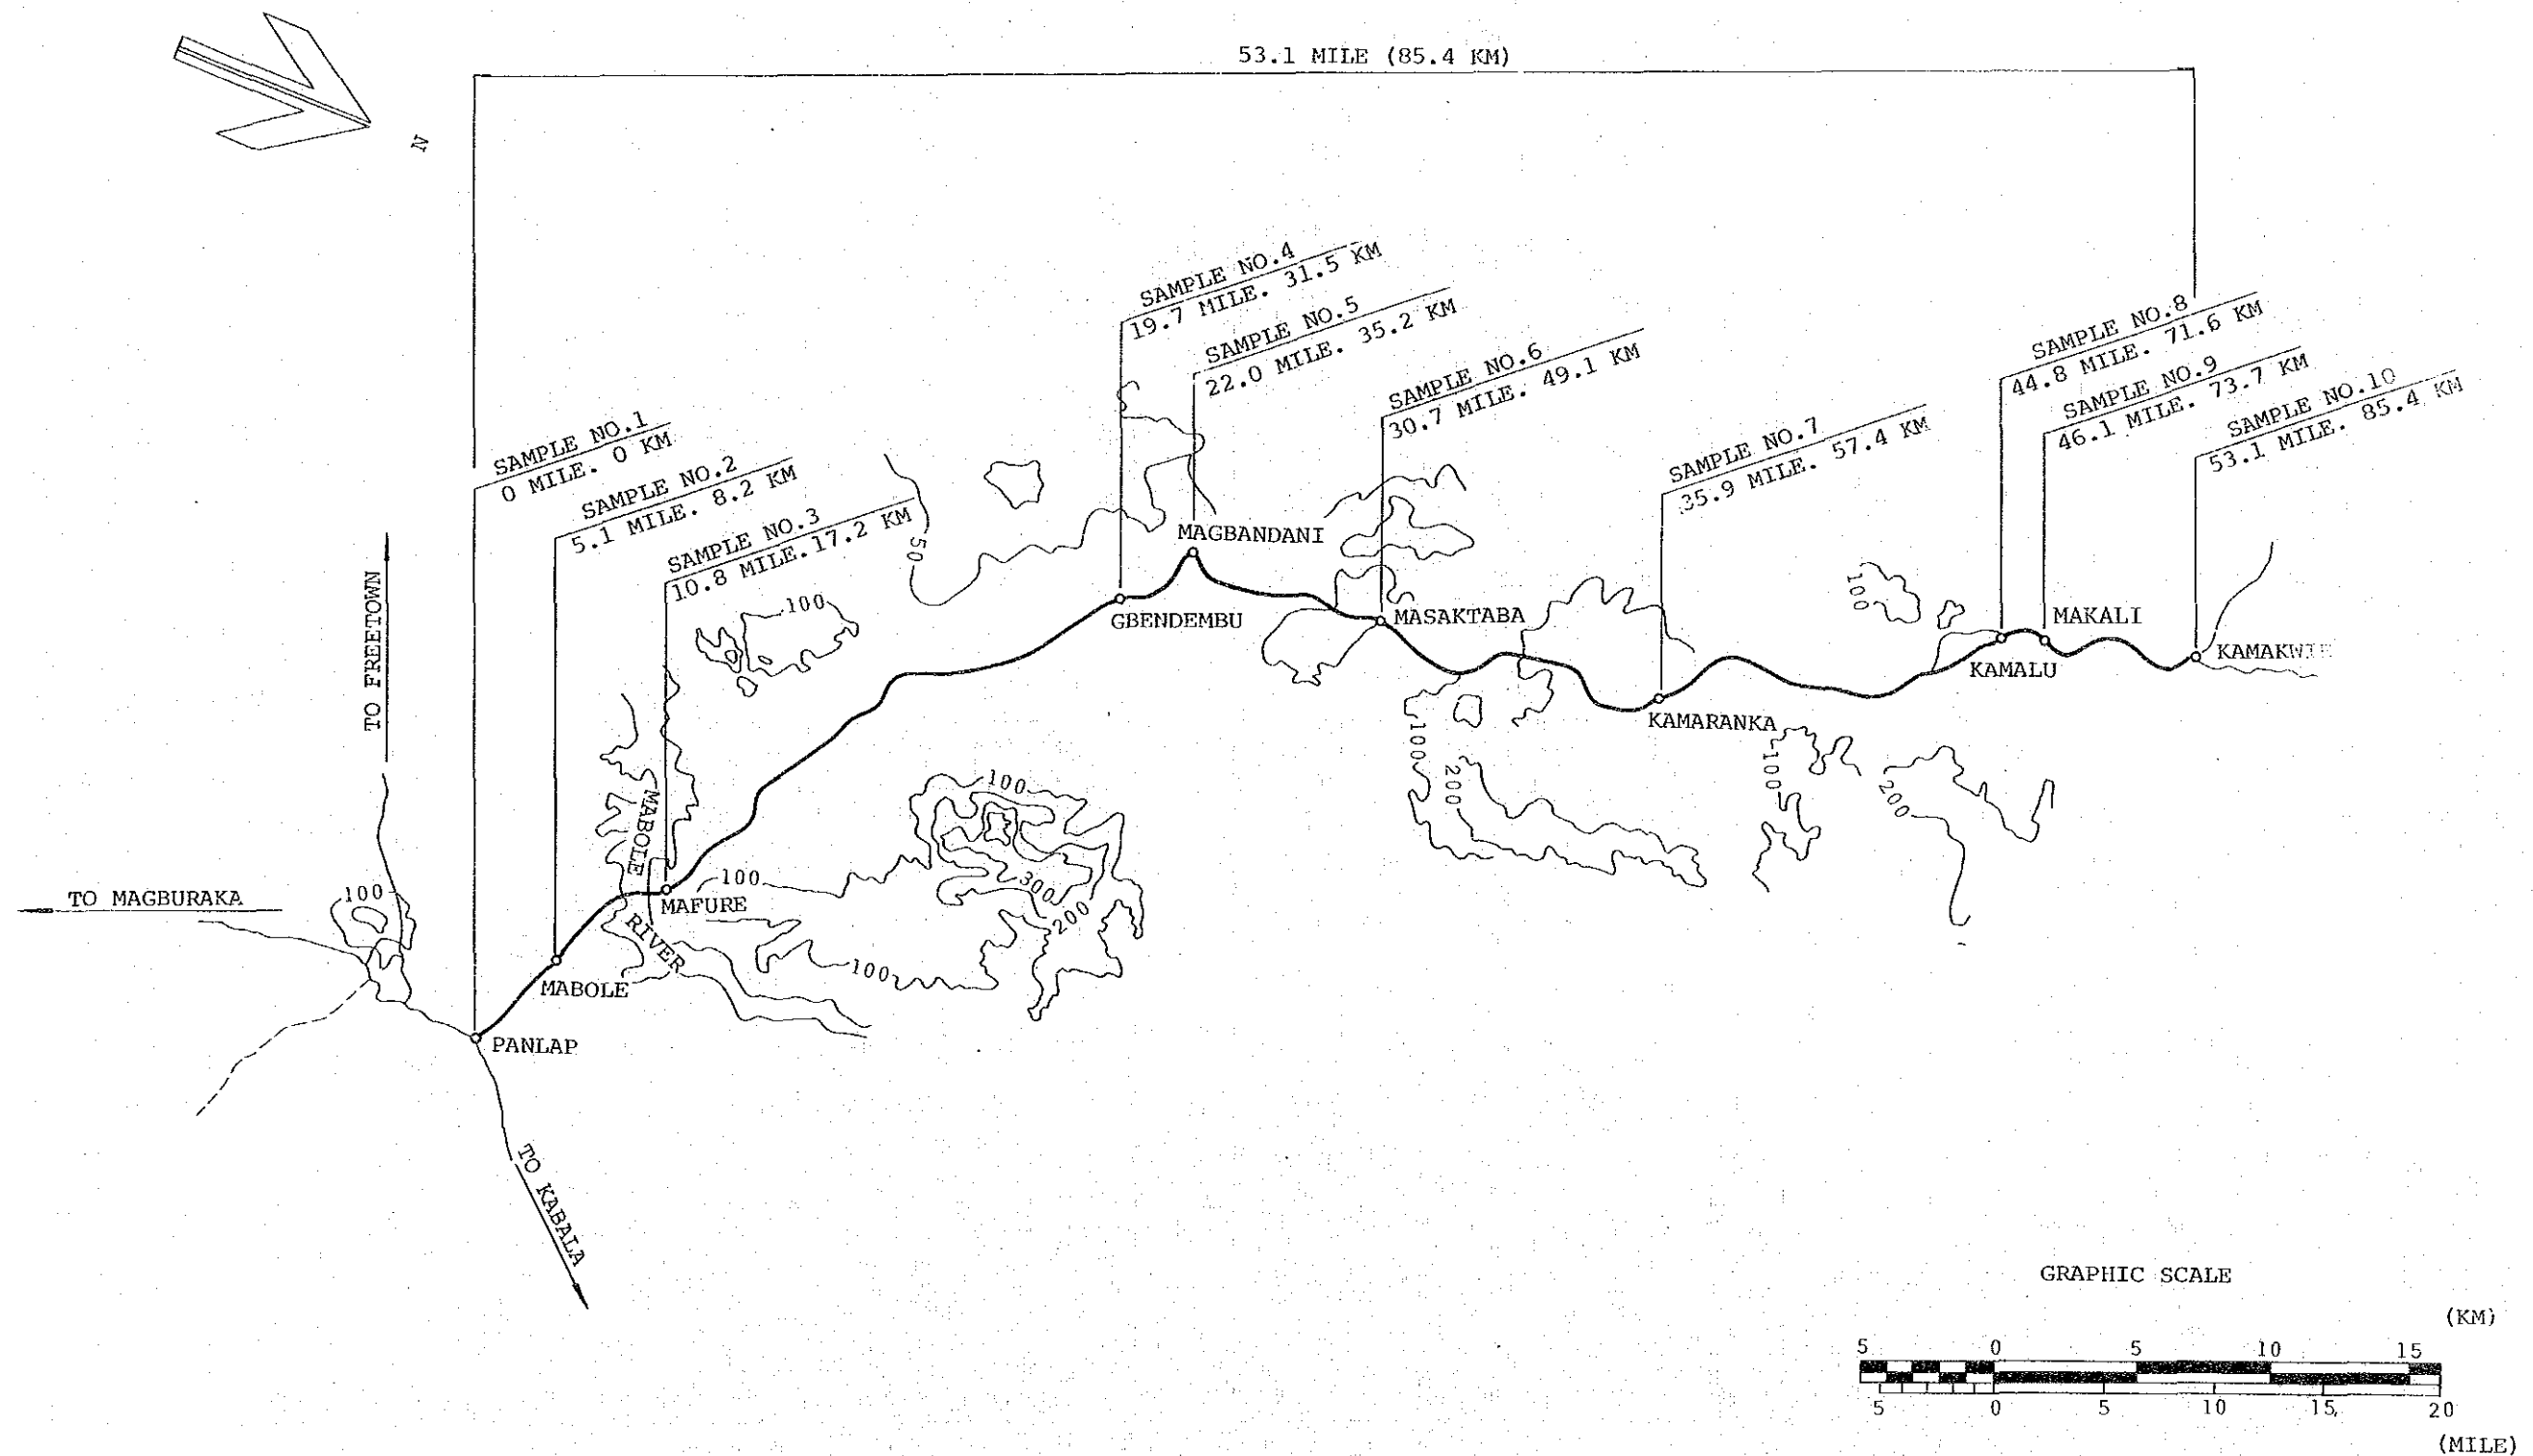 53.1 MILE (85.4 KM)
N
SAMPLE NO.1
0 MILE. 0 KM
SAMPLE NO.2
5.1 MILE. 8.2 KM
SAMPLE NO.3
10.8 MILE.17.2 KM
SAMPLE NO.4
19.7 MILE. 31.5 KM
SAMPLE NO.5
22.0 MILE. 35.2 KM
SAMPLE NO.6
30.7 MILE. 49.1 KM
SAMPLE NO.7
35.9 MILE. 57.4 KM
SAMPLE NO.8
44.8 MILE. 71.6 KM
SAMPLE NO.9
46.1 MILE. 73.7 KM
SAMPLE NO.10
53.1 MILE. 85.4 KM
50
MAGBANDANI
100
100
GBENDEMBU
MASAKTABA
MAKALI
KAMALU
KAMAKWIE
KAMARANKA
TO FREETOWN
100
200
100
200
100
MABOLE
RIVER
100
300
200
100
MAFURE
TO MAGBURAKA
100
MABOLE
PANLAP
TO KABALA
GRAPHIC SCALE
(KM)
5 0 5 10 15
5 0 5 10 15 20
(MILE)